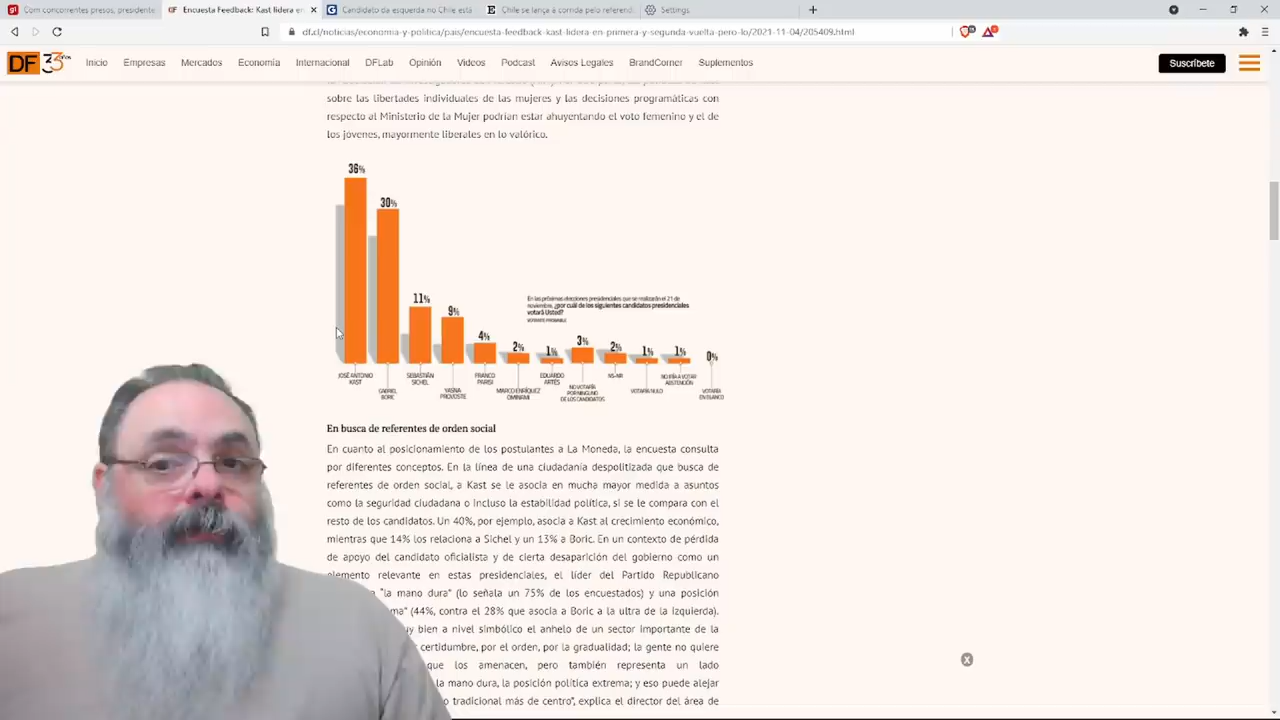 Com concorrentes presos, presidente
DF Encuesta Feedback: Kast lidera en
Candidato da esquerda no Chile está
Chile se lança à corrida pelo referend
Settings
df.cl/noticias/economia-y-politica/pais/encuesta-feedback-kast-lidera-en-primera-y-segunda-vuelta-pero-lo/2021-11-04/205409.html
DF 33
Inicio Empresas Mercados Economía Internacional DFLab Opinión Videos Podcast Avisos Legales BrandCorner Suplementos
Suscríbete
sobre las libertades individuales de las mujeres y las decisiones programáticas con
respecto al Ministerio de la Mujer podrían estar ahuyentando el voto femenino y el de
los jóvenes, mayormente liberales en lo valórico.
36%
30%
11%
9%
4%
2%
1%
3%
2%
1%
1%
0%
En las próximas elecciones presidenciales que se realizarán el 21 de
noviembre, ¿por cuál de los siguientes candidatos presidenciales
votará Usted?
VOTANTE PROBABLE
JOSÉ ANTONIO
KAST
GABRIEL
BORIC
SEBASTIÁN
SICHEL
YASNA
PROVOSTE
FRANCO
PARISI
MARCO ENRÍQUEZ
OMINAMI
EDUARDO
ARTÉS
NO VOTARÍA
POR NINGUNO
DE LOS CANDIDATOS
NS-NR
VOTARÍA NULO
NO IRÍA A VOTAR
ABSTENCIÓN
VOTARÍA
EN BLANCO
En busca de referentes de orden social
En cuanto al posicionamiento de los postulantes a La Moneda, la encuesta consulta
por diferentes conceptos. En la línea de una ciudadanía despolitizada que busca de
referentes de orden social, a Kast se le asocia en mucha mayor medida a asuntos
como la seguridad ciudadana o incluso la estabilidad política, si se le compara con el
resto de los candidatos. Un 40%, por ejemplo, asocia a Kast al crecimiento económico,
mientras que 14% los relaciona a Sichel y un 13% a Boric. En un contexto de pérdida
de apoyo del candidato oficialista y de cierta desaparición del gobierno como un
elemento relevante en estas presidenciales, el líder del Partido Republicano
"la mano dura" (lo señala un 75% de los encuestados) y una posición
(44%, contra el 28% que asocia a Boric a la ultra de la izquierda).
uy bien a nivel simbólico el anhelo de un sector importante de la
certidumbre, por el orden, por la gradualidad; la gente no quiere
que los amenacen, pero también representa un lado
la mano dura, la posición política extrema; y eso puede alejar
tradicional más de centro", explica el director del área de